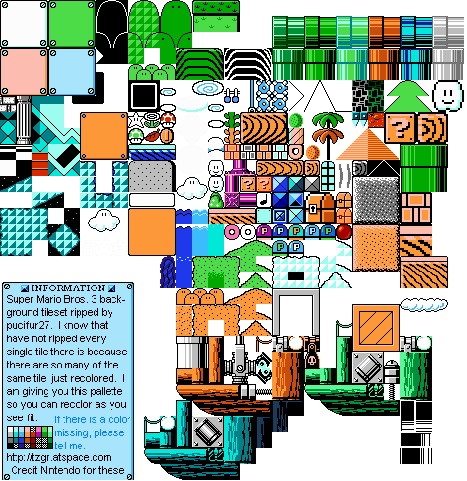 INFORMATION
Super Mario Bros. 3 back-
ground tileset ripped by
pucifur27. I know that
have not ripped every
single tile there is because
there are so many of the
same tile just recolored. I
am giving you this pallete
so you can recolor as you
see fit.
If there is a color
missing, please
tell me.
http://tzgr.atspace.com
Credit Nintendo for these